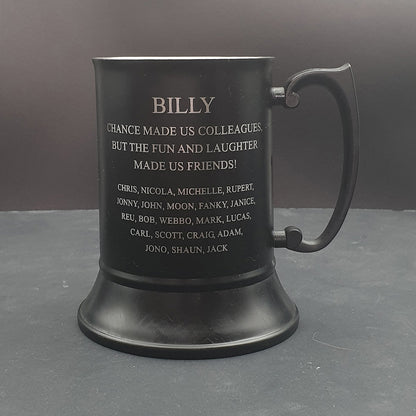 BILLY
CHANCE MADE US COLLEAGUES,
BUT THE FUN AND LAUGHTER
MADE US FRIENDS!
CHRIS, NICOLA, MICHELLE, RUPERT,
JONNY, JOHN, MOON, FANKY, JANICE,
REU, BOB, WEBBO, MARK, LUCAS,
CARL, SCOTT, CRAIG, ADAM,
JONO, SHAUN, JACK